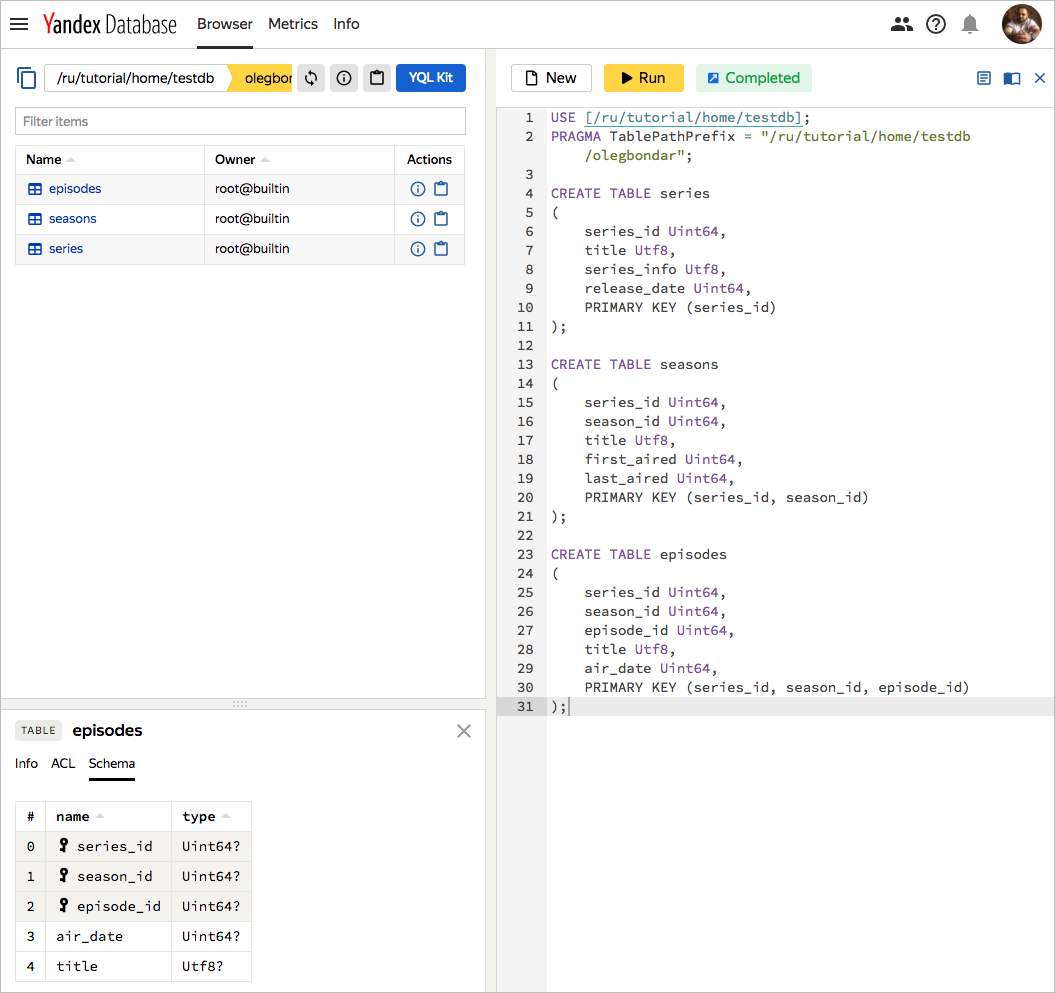 Yandex Database Browser Metrics Info
/ru/tutorial/home/testdb olegbon YQL Kit
Filter items
Name Owner Actions
episodes root@builtin
seasons root@builtin
series root@builtin
TABLE episodes
Info ACL Schema
# name type
0 series_id Uint64?
1 season_id Uint64?
2 episode_id Uint64?
3 air_date Uint64?
4 title Utf8?
New Run Completed
1 USE [/ru/tutorial/home/testdb];
2 PRAGMA TablePathPrefix = "/ru/tutorial/home/testdb
/olegbondar";
3
4 CREATE TABLE series
5 (
6 series_id Uint64,
7 title Utf8,
8 series_info Utf8,
9 release_date Uint64,
10 PRIMARY KEY (series_id)
11 );
12
13 CREATE TABLE seasons
14 (
15 series_id Uint64,
16 season_id Uint64,
17 title Utf8,
18 first_aired Uint64,
19 last_aired Uint64,
20 PRIMARY KEY (series_id, season_id)
21 );
22
23 CREATE TABLE episodes
24 (
25 series_id Uint64,
26 season_id Uint64,
27 episode_id Uint64,
28 title Utf8,
29 air_date Uint64,
30 PRIMARY KEY (series_id, season_id, episode_id)
31 );